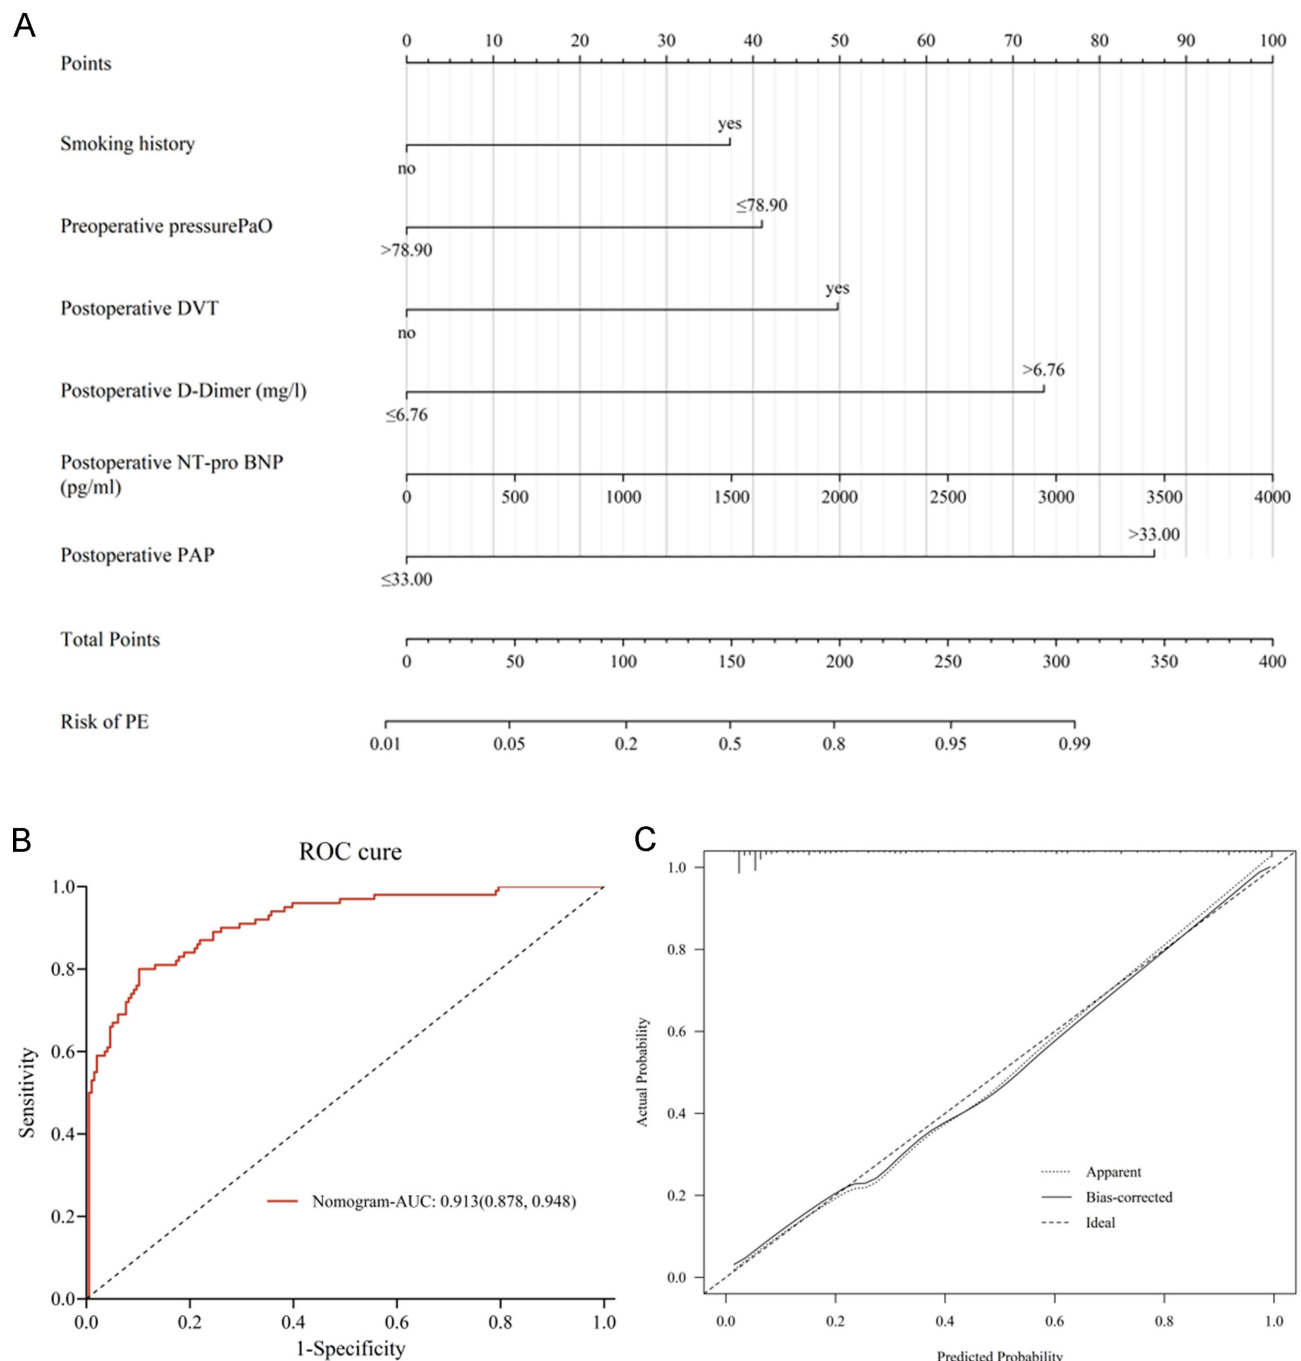 A
0 10 20 30 40 50 60 70 80 90 100
Points
yes
Smoking history
no
≤78.90
Preoperative pressurePaO
>78.90
yes
Postoperative DVT
no
>6.76
Postoperative D-Dimer (mg/l)
≤6.76
Postoperative NT-pro BNP
(pg/ml)
0 500 1000 1500 2000 2500 3000 3500 4000
>33.00
Postoperative PAP
≤33.00
Total Points
0 50 100 150 200 250 300 350 400
Risk of PE
0.01 0.05 0.2 0.5 0.8 0.95 0.99
B
ROC cure
1.0
0.8
0.6
0.4
0.2
0.0
Sensitivity
Nomogram-AUC: 0.913(0.878, 0.948)
0.0 0.2 0.4 0.6 0.8 1.0
1-Specificity
C
1.0
0.8
0.6
0.4
0.2
0.0
Actual Probability
Apparent
Bias-corrected
Ideal
0.0 0.2 0.4 0.6 0.8 1.0
Predicted Probability